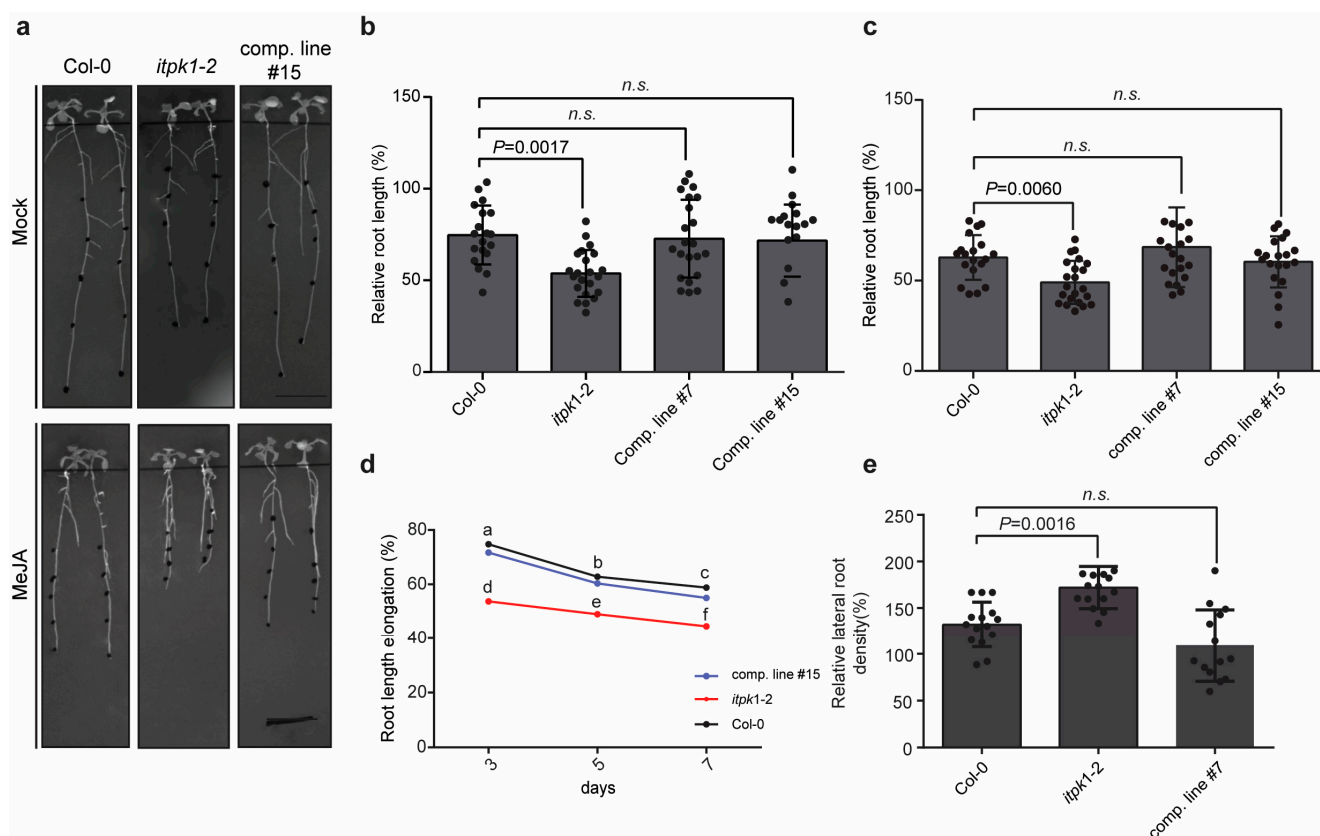 a
Col-0
itpk1-2
comp. line
#15
Mock
MeJA
b
Relative root length (%)
150
100
50
0
n.s.
n.s.
P=0.0017
Col-0
itpk1-2
Comp. line #7
Comp. line #15
c
Relative root length (%)
150
100
50
0
n.s.
n.s.
P=0.0060
Col-0
itpk1-2
comp. line #7
comp. line #15
d
Root length elongation (%)
80
60
40
20
0
a
b
c
d
e
f
comp. line #15
itpk1-2
Col-0
3
5
7
days
e
Relative lateral root
density(%)
250
200
150
100
50
0
n.s.
P=0.0016
Col-0
itpk1-2
comp. line #7